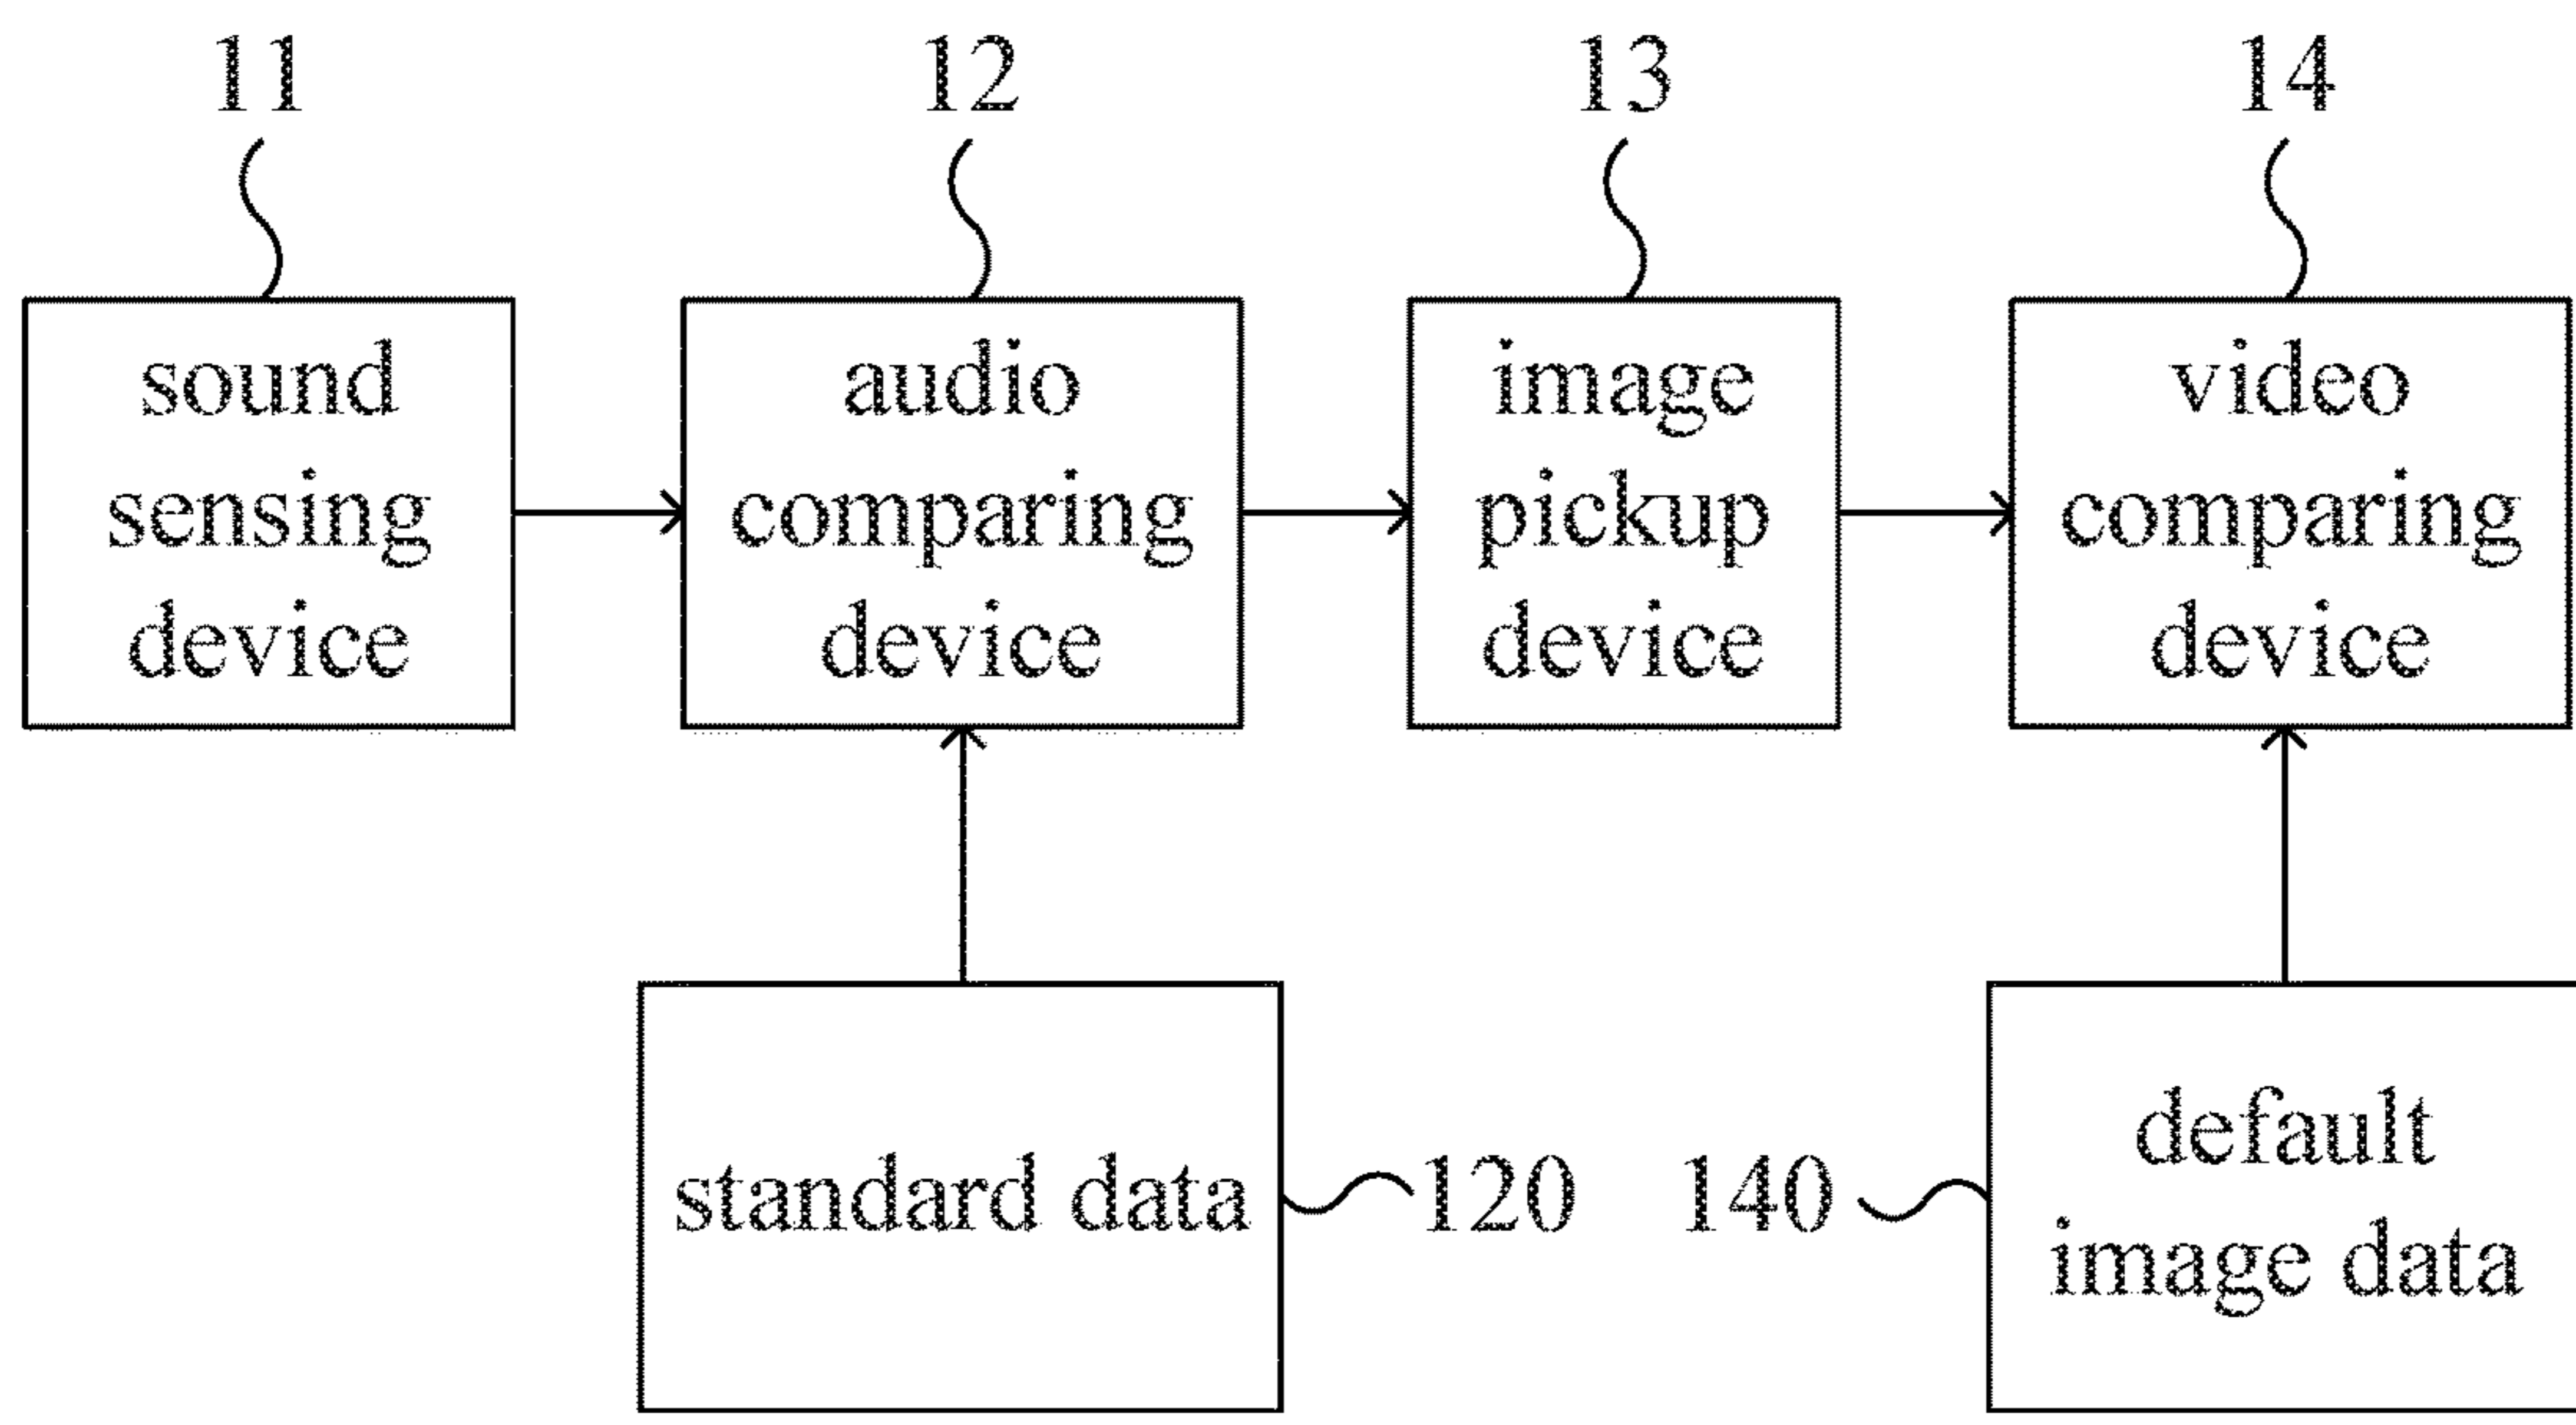 11
12
13
14
sound
sensing
device
audio
comparing
device
image
pickup
device
video
comparing
device
standard data
120
140
default
image data